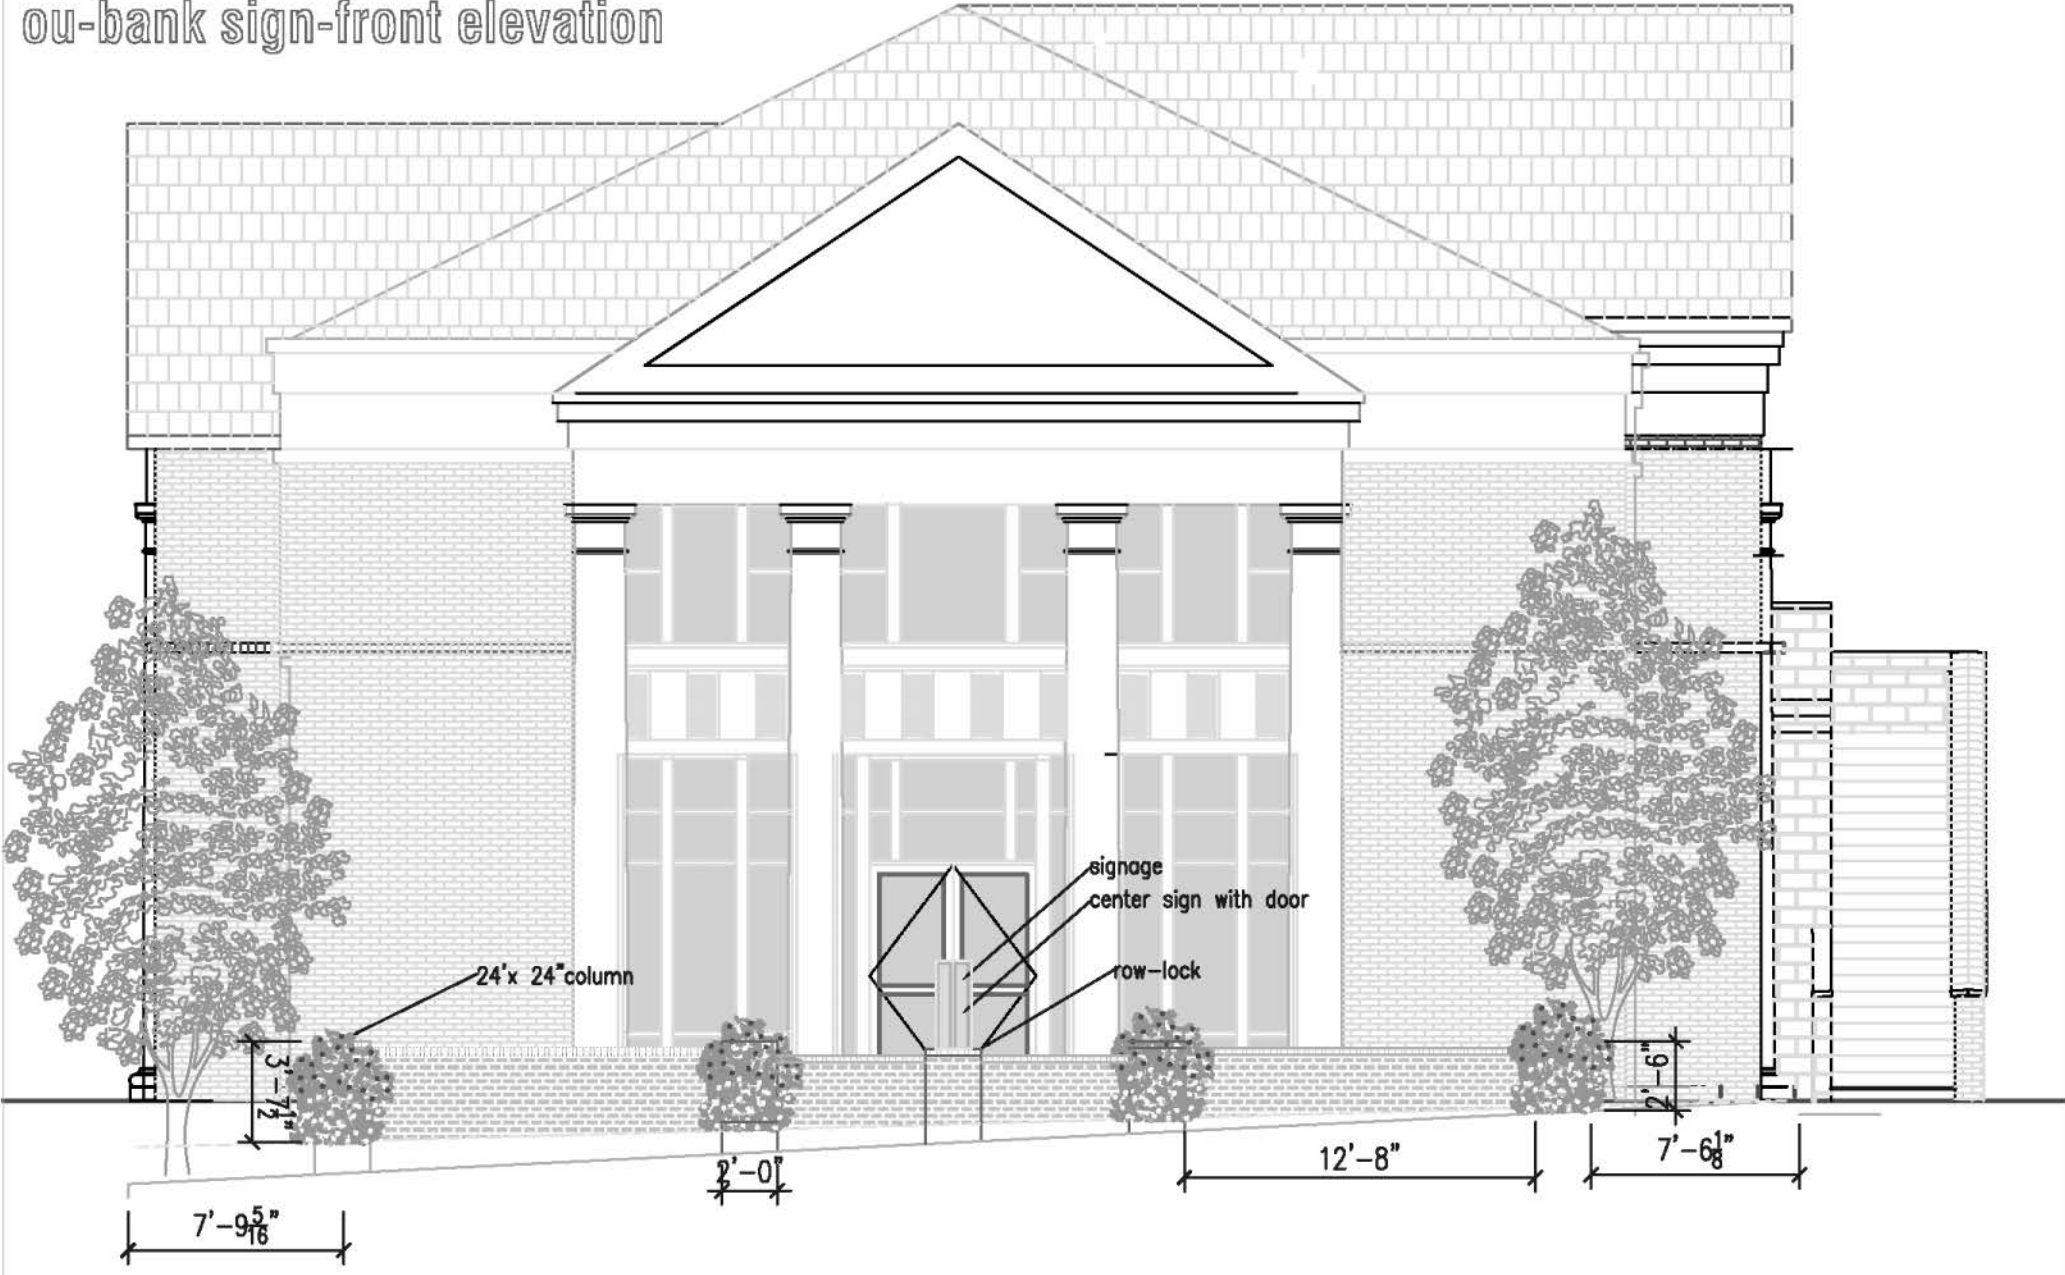 ou-bank sign-front elevation
signage
center sign with door
row-lock
24'x 24"column
3'-7½"
2'-6"
2'-0"
12'-8"
7'-6⅛"
7'-9 5/16"